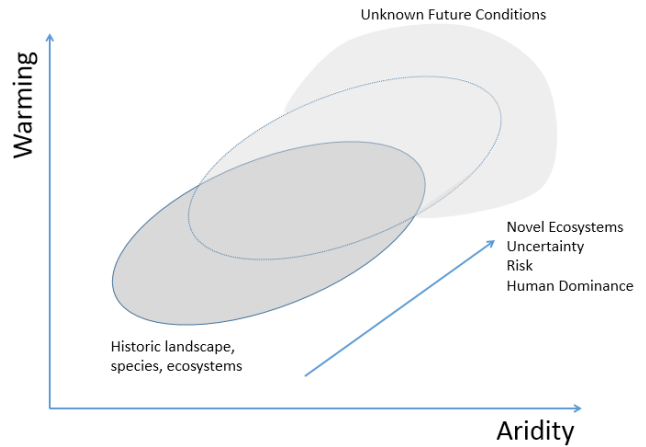 Unknown Future Conditions
Warming
Novel Ecosystems
Uncertainty
Risk
Human Dominance
Historic landscape,
species, ecosystems
Aridity